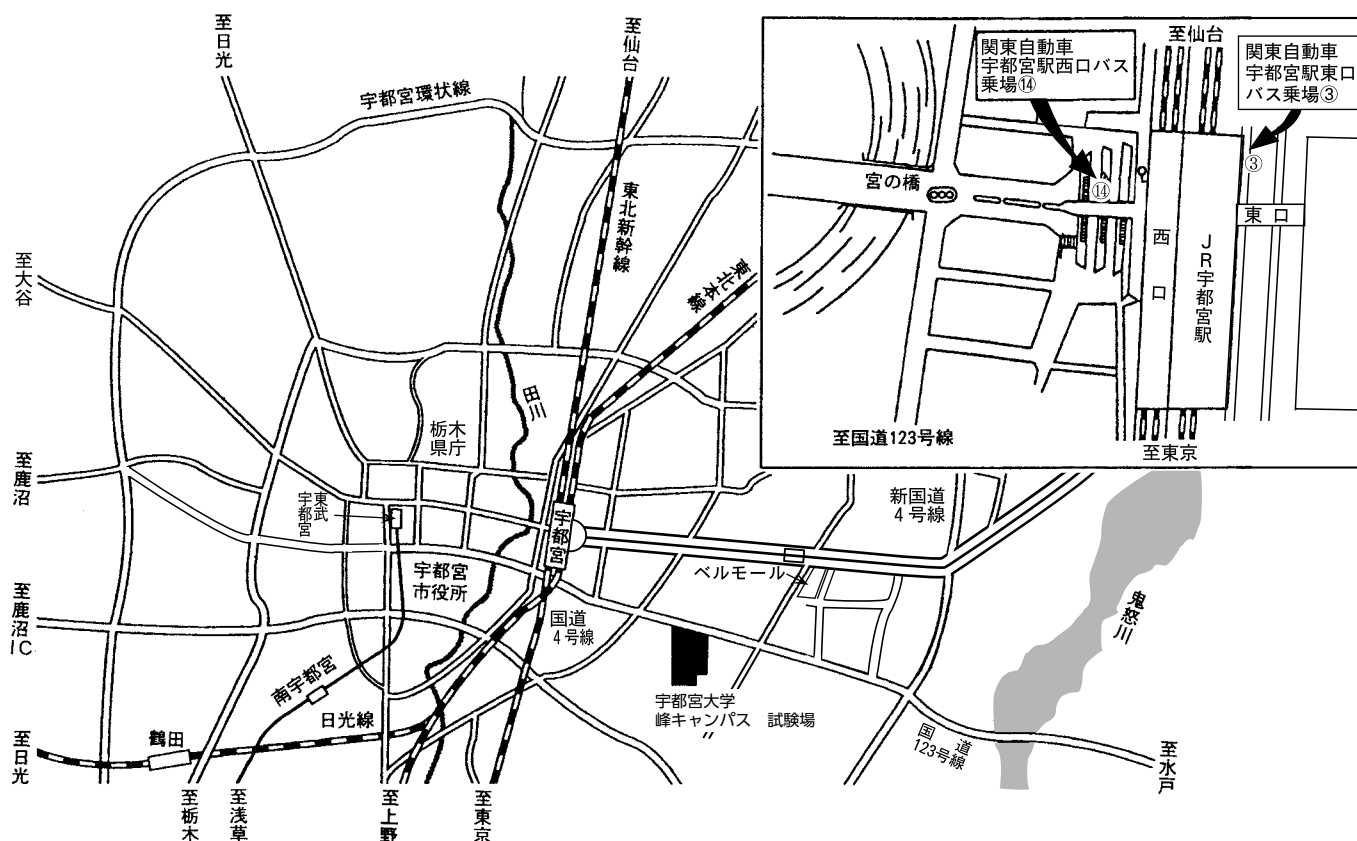 至日光
至仙台
宇都宮環状線
東北新幹線
東北本線
至大谷
田川
栃木
県庁
至鹿沼
東武
宇都宮
宇都宮
宇都宮
市役所
国道
4号線
新国道
4号線
ベルモール
鬼怒川
至鹿沼
IC
南宇都宮
日光線
鶴田
至日光
宇都宮大学
峰キャンパス 試験場
〃
国道
123号線
至水戸
至栃木
至浅草
至上野
至東京
関東自動車
宇都宮駅西口バス
乗場⑭
至仙台
関東自動車
宇都宮駅東口
バス乗場③
宮の橋
⑭
③
東口
西口
JR宇都宮駅
至国道123号線
至東京